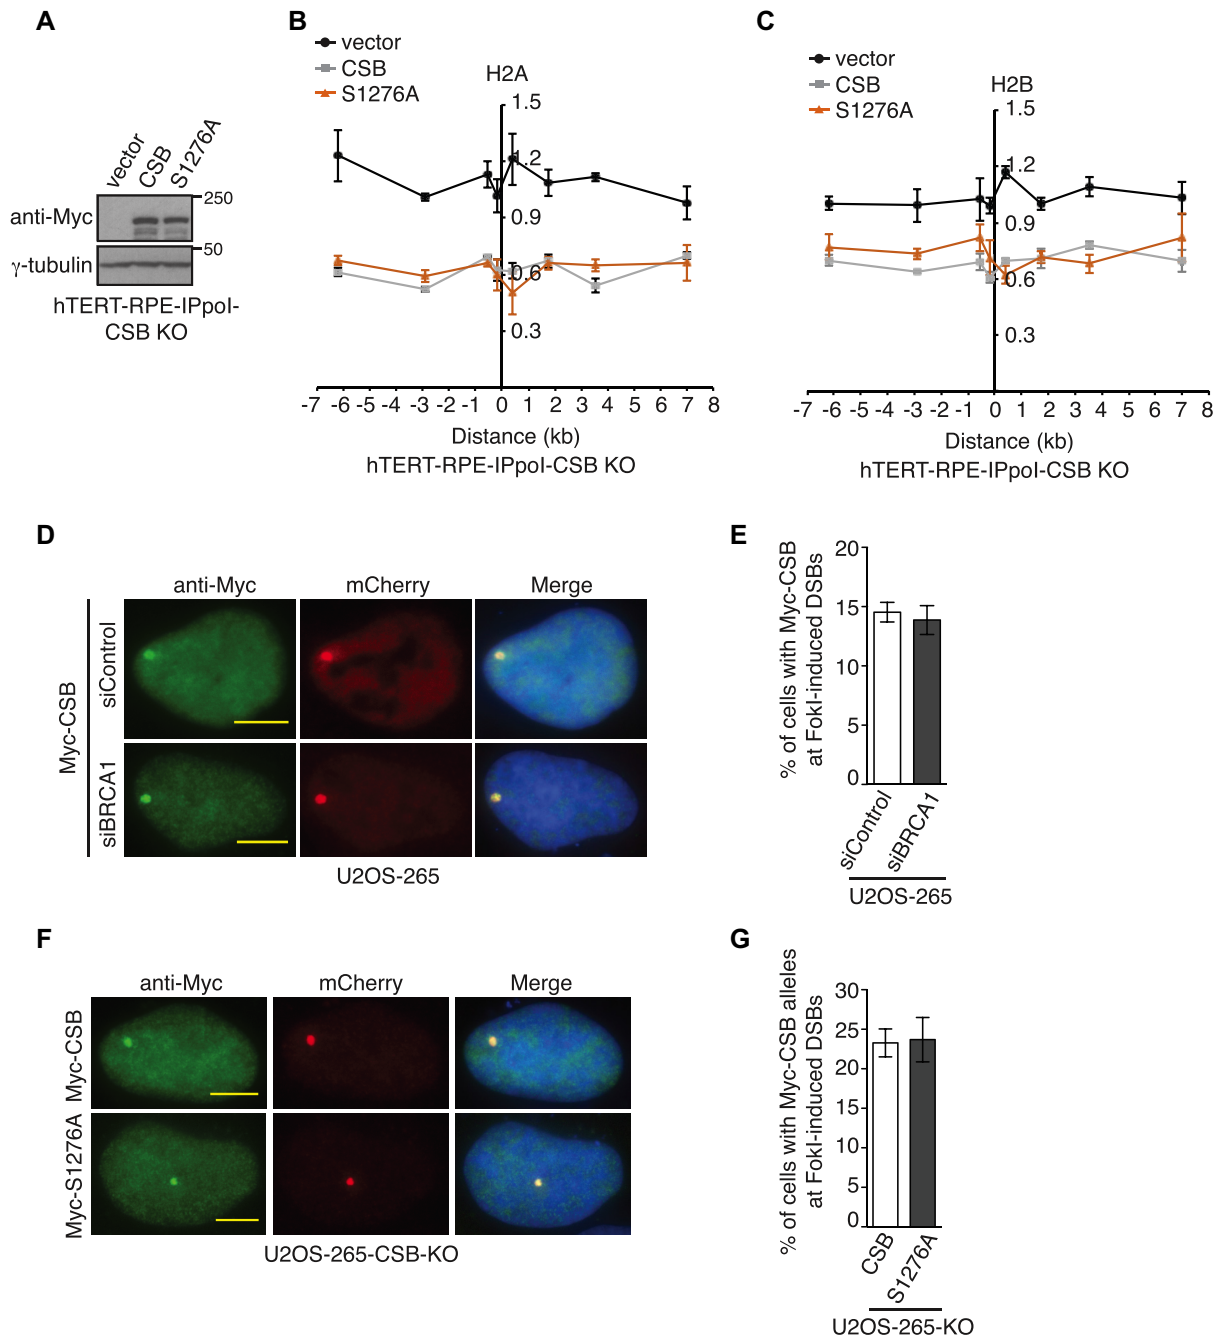 A
vector
CSB
S1276A
anti-Myc
250
50
γ-tubulin
hTERT-RPE-IPpoI-
CSB KO
B
vector
CSB
S1276A
H2A
1.5
1.2
0.9
0.6
0.3
-7 -6 -5 -4 -3 -2 -1 0 1 2 3 4 5 6 7 8
Distance (kb)
hTERT-RPE-IPpoI-CSB KO
C
vector
CSB
S1276A
H2B
1.5
1.2
0.9
0.6
0.3
-7 -6 -5 -4 -3 -2 -1 0 1 2 3 4 5 6 7 8
Distance (kb)
hTERT-RPE-IPpoI-CSB KO
D
anti-Myc mCherry Merge
Myc-CSB
siControl
siBRCA1
U2OS-265
E
% of cells with Myc-CSB
at FokI-induced DSBs
20
15
10
5
0
siControl
siBRCA1
U2OS-265
F
anti-Myc mCherry Merge
Myc-CSB
Myc-S1276A
U2OS-265-CSB-KO
G
% of cells with Myc-CSB alleles
at FokI-induced DSBs
30
25
20
15
10
5
0
CSB
S1276A
U2OS-265-KO